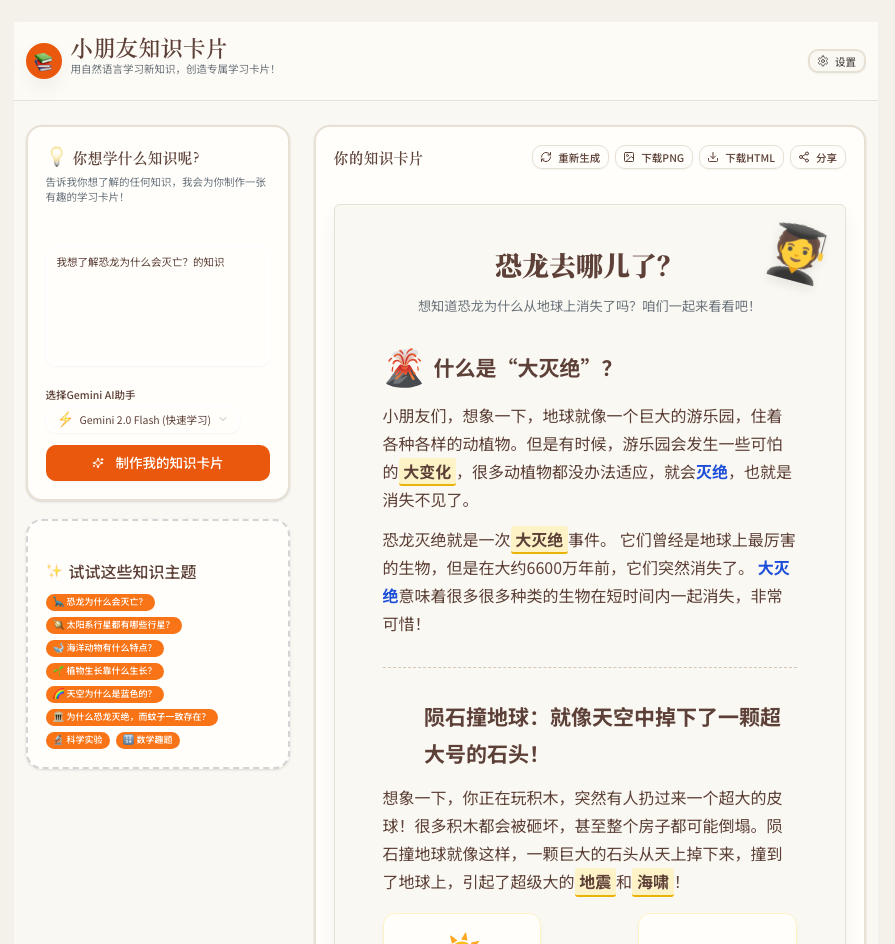 小朋友知识卡片
用自然语言学习新知识，创造专属学习卡片！
设置
你想学什么知识呢?
告诉我你想了解的任何知识，我会为你制作一张
有趣的学习卡片！
我想了解恐龙为什么会灭亡？的知识
选择Gemini AI助手
Gemini 2.0 Flash (快速学习)
制作我的知识卡片
试试这些知识主题
恐龙为什么会灭亡?
太阳系行星都有哪些行星?
海洋动物有什么特点?
植物生长靠什么生长?
天空为什么是蓝色的?
为什么恐龙灭绝，而蚊子一致存在?
科学实验 数学趣题
你的知识卡片
重新生成 下载PNG 下载HTML 分享
恐龙去哪儿了？
想知道恐龙为什么从地球上消失了吗？咱们一起来看看吧！
什么是“大灭绝”？
小朋友们，想象一下，地球就像一个巨大的游乐园，住着
各种各样的动植物。但是有时候，游乐园会发生一些可怕
的大变化，很多动植物都没办法适应，就会灭绝，也就是
消失不见了。
恐龙灭绝就是一次大灭绝事件。 它们曾经是地球上最厉害
的生物，但是在大约6600万年前，它们突然消失了。 大灭
绝意味着很多很多种类的生物在短时间内一起消失，非常
可惜！
陨石撞地球：就像天空中掉下了一颗超
大号的石头！
想象一下，你正在玩积木，突然有人扔过来一个超大的皮
球！很多积木都会被砸坏，甚至整个房子都可能倒塌。陨
石撞地球就像这样，一颗巨大的石头从天上掉下来，撞到
了地球上，引起了超级大的地震和海啸！